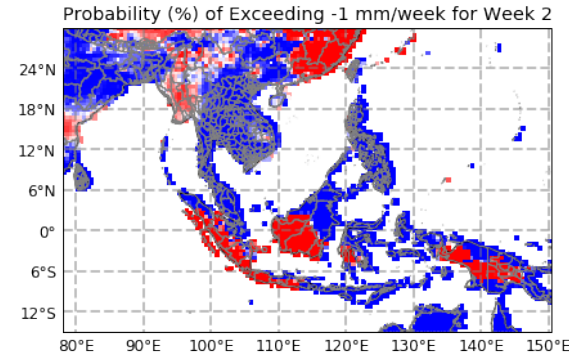 Probability (%) of Exceeding -1 mm/week for Week 2
24°N
18°N
12°N
6°N
0°
6°S
12°S
80°E 90°E 100°E 110°E 120°E 130°E 140°E 150°E